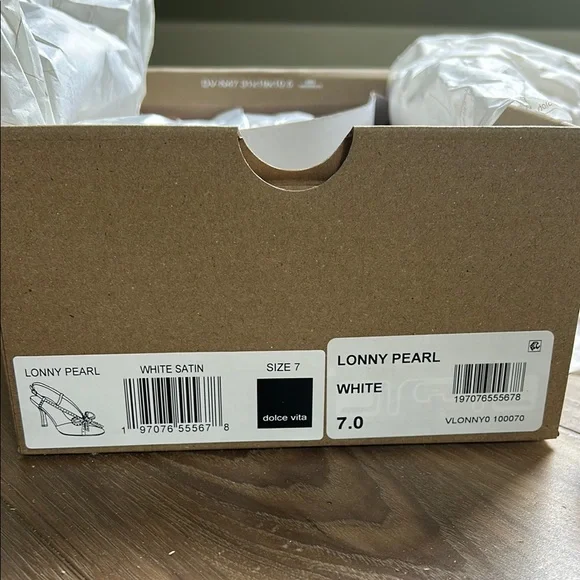 LONNY PEARL
WHITE SATIN
SIZE 7
dolce vita
1 97076 55567 8
LONNY PEARL
WHITE
197076555678
7.0
VLONNY0 100070